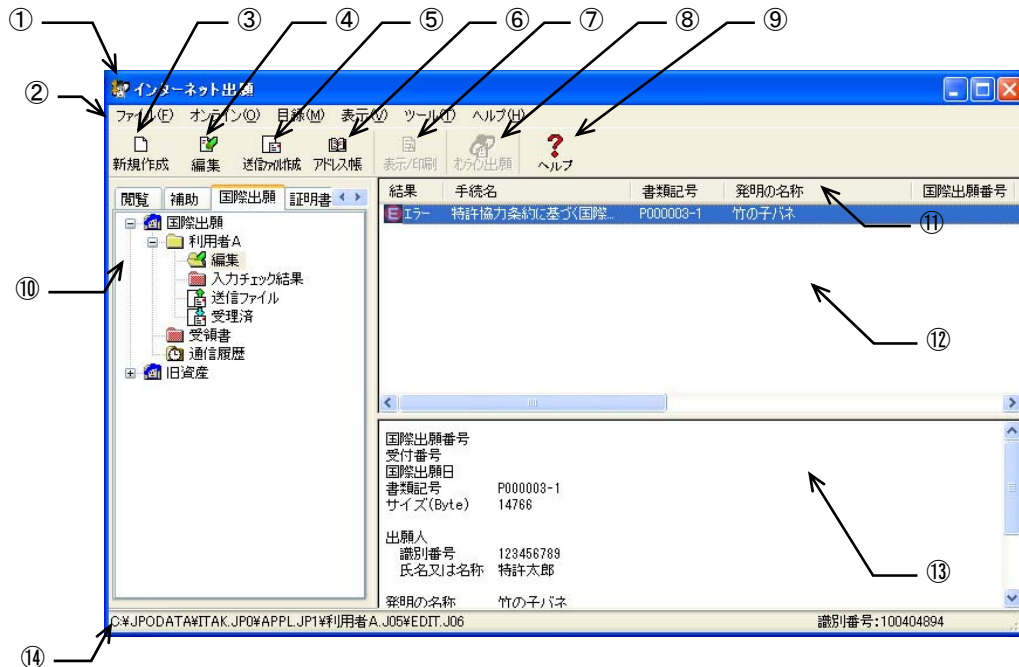 ① ③ ④ ⑤ ⑥ ⑦ ⑧ ⑨
インターネット出願
②
ファイル(F) オンライン(O) 目録(M) 表示(V) ツール(T) ヘルプ(H)
新規作成 編集 送信ファイル作成 アドレス帳 表示/印刷 オンライン出願 ヘルプ
閲覧 補助 国際出願 証明書
結果 手続名 書類記号 発明の名称 国際出願番号
エラー 特許協力条約に基づく国際... P000003-1 竹の子バネ
⑪
国際出願
利用者A
編集
入力チェック結果
送信ファイル
受理済
受領書
通信履歴
旧資産
⑩
⑫
国際出願番号
受付番号
国際出願日
書類記号 P000003-1
サイズ(Byte) 14766
出願人
識別番号 123456789
氏名又は名称 特許太郎
発明の名称 竹の子バネ
⑬
C:¥JPODATA¥ITAK.JP0¥APPL.JP1¥利用者A.J05¥EDIT.J06 識別番号:100404894
⑭